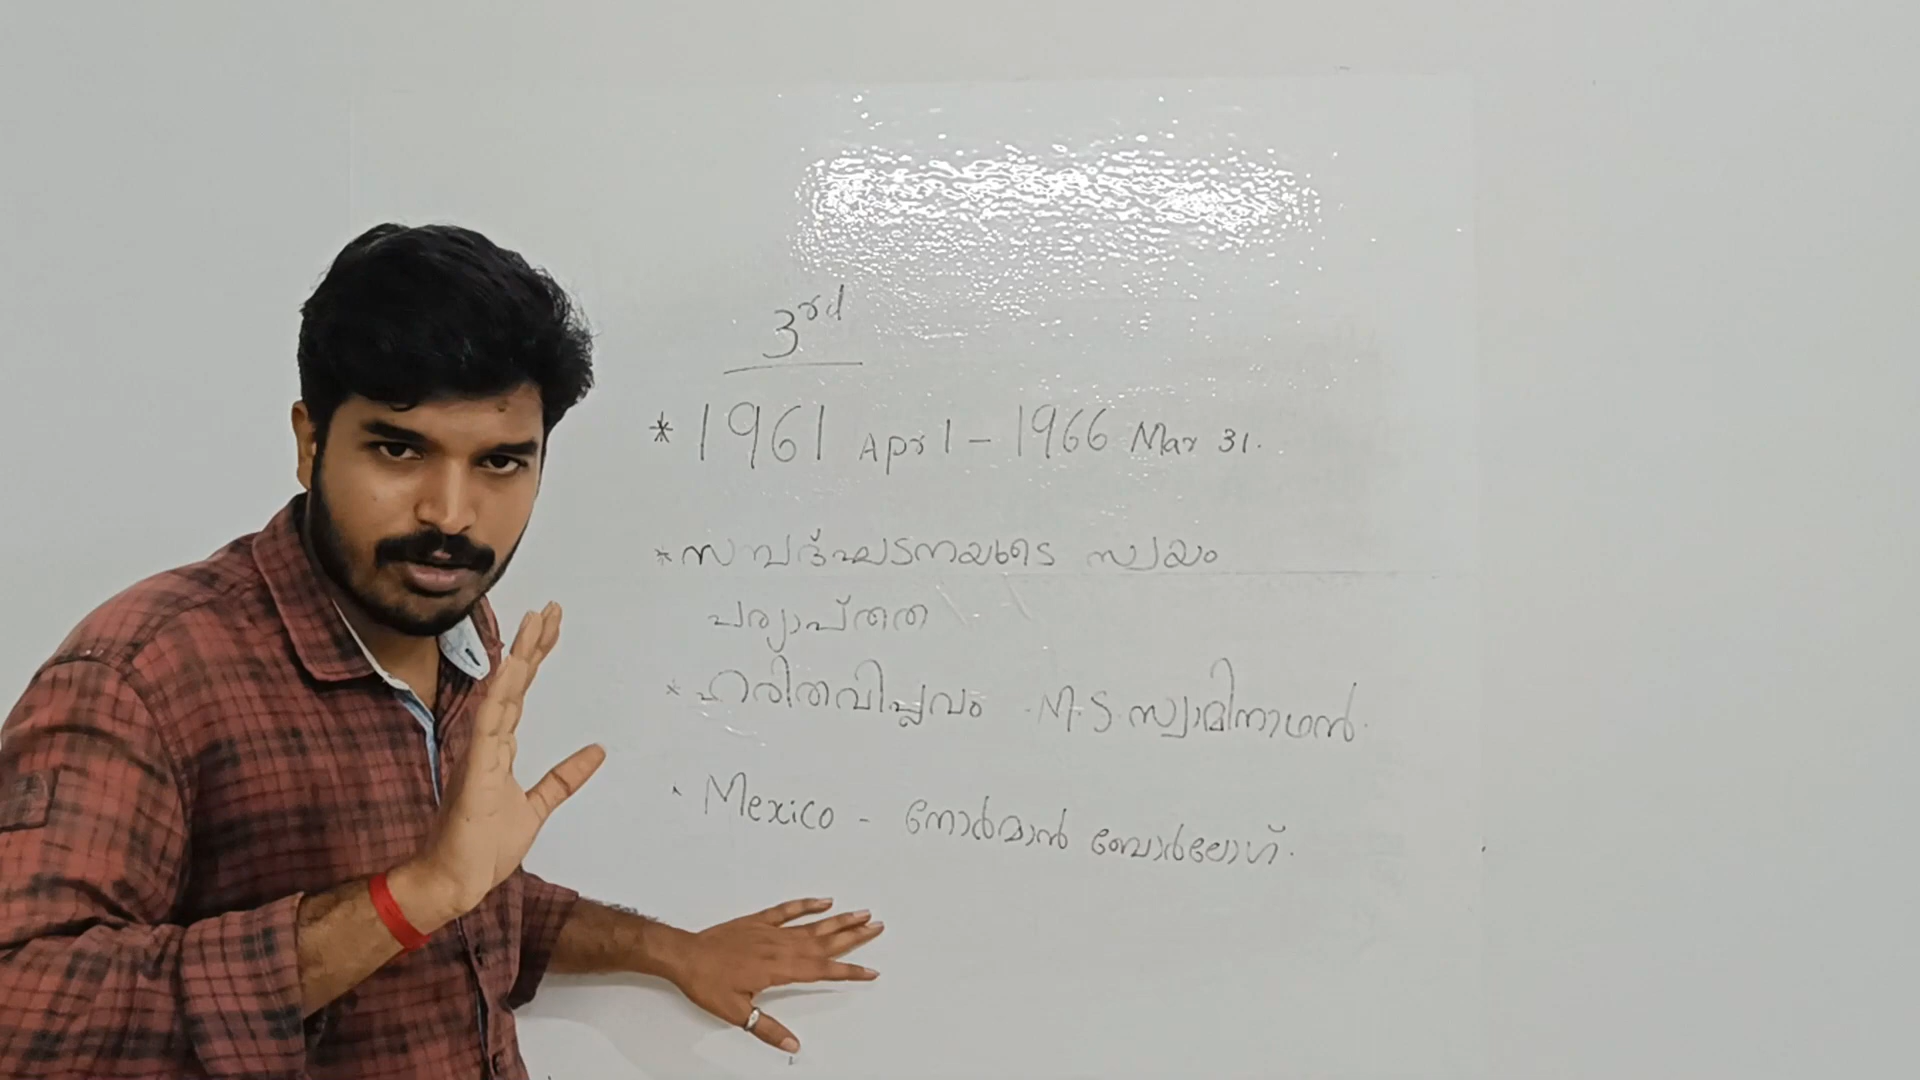 3rd
* 1961 Apr 1 - 1966 Mar 31.
* സമ്പദ്ഘടനയുടെ സ്വയം
പര്യാപ്തത
* ഹരിതവിപ്ലവം . M.S. സ്വാമിനാഥൻ.
* Mexico - നോർമാൻ ബോർലോഗ്.